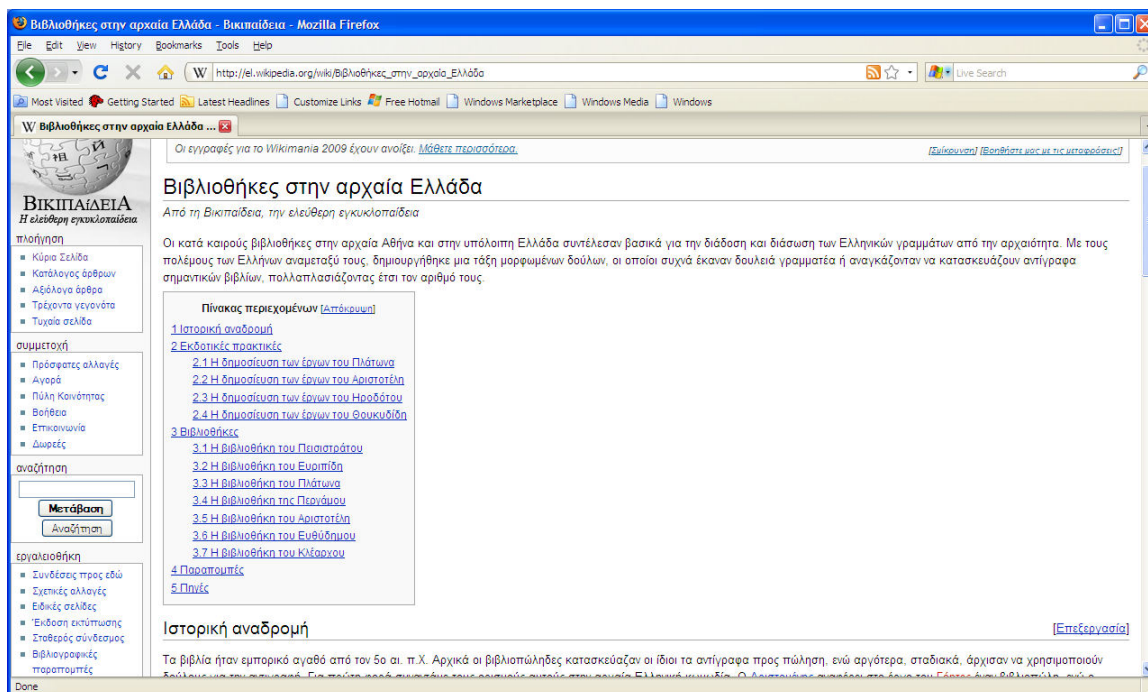 Βιβλιοθήκες στην αρχαία Ελλάδα - Βικιπαίδεια - Mozilla Firefox
File Edit View History Bookmarks Tools Help
W http://el.wikipedia.org/wiki/Βιβλιοθήκες_στην_αρχαία_Ελλάδα Live Search
Most Visited Getting Started Latest Headlines Customize Links Free Hotmail Windows Marketplace Windows Media Windows
W Βιβλιοθήκες στην αρχαία Ελλάδα ...
Οι εγγραφές για το Wikimania 2009 έχουν ανοίξει. Μάθετε περισσότερα. [Σμίκρυνση] [Βοηθήστε μας με τις μεταφράσεις!]
ΒΙΚΙΠΑίΔΕΙΑ
Η ελεύθερη εγκυκλοπαίδεια
πλοήγηση
Κύρια Σελίδα
Κατάλογος άρθρων
Αξιόλογα άρθρα
Τρέχοντα γεγονότα
Τυχαία σελίδα
συμμετοχή
Πρόσφατες αλλαγές
Αγορά
Πύλη Κοινότητας
Βοήθεια
Επικοινωνία
Δωρεές
αναζήτηση
Μετάβαση
Αναζήτηση
εργαλειοθήκη
Συνδέσεις προς εδώ
Σχετικές αλλαγές
Ειδικές σελίδες
Έκδοση εκτύπωσης
Σταθερός σύνδεσμος
Βιβλιογραφικές
παραπομπές
Βιβλιοθήκες στην αρχαία Ελλάδα
Από τη Βικιπαίδεια, την ελεύθερη εγκυκλοπαίδεια
Οι κατά καιρούς βιβλιοθήκες στην αρχαία Αθήνα και στην υπόλοιπη Ελλάδα συντέλεσαν βασικά για την διάδοση και διάσωση των Ελληνικών γραμμάτων από την αρχαιότητα. Με τους
πολέμους των Ελλήνων αναμεταξύ τους, δημιουργήθηκε μια τάξη μορφωμένων δούλων, οι οποίοι συχνά έκαναν δουλειά γραμματέα ή αναγκάζονταν να κατασκευάζουν αντίγραφα
σημαντικών βιβλίων, πολλαπλασιάζοντας έτσι τον αριθμό τους.
Πίνακας περιεχομένων [Απόκρυψη]
1 Ιστορική αναδρομή
2 Εκδοτικές πρακτικές
2.1 Η δημοσίευση των έργων του Πλάτωνα
2.2 Η δημοσίευση των έργων του Αριστοτέλη
2.3 Η δημοσίευση των έργων του Ηροδότου
2.4 Η δημοσίευση των έργων του Θουκυδίδη
3 Βιβλιοθήκες
3.1 Η βιβλιοθήκη του Πεισιστράτου
3.2 Η βιβλιοθήκη του Ευριπίδη
3.3 Η βιβλιοθήκη του Πλάτωνα
3.4 Η βιβλιοθήκη της Περγάμου
3.5 Η βιβλιοθήκη του Αριστοτέλη
3.6 Η βιβλιοθήκη του Ευθύδημου
3.7 Η βιβλιοθήκη του Κλέαρχου
4 Παραπομπές
5 Πηγές
Ιστορική αναδρομή [Επεξεργασία]
Τα βιβλία ήταν εμπορικό αγαθό από τον 5ο αι. π.Χ. Αρχικά οι βιβλιοπώληδες κατασκεύαζαν οι ίδιοι τα αντίγραφα προς πώληση, ενώ αργότερα, σταδιακά, άρχισαν να χρησιμοποιούν
Done